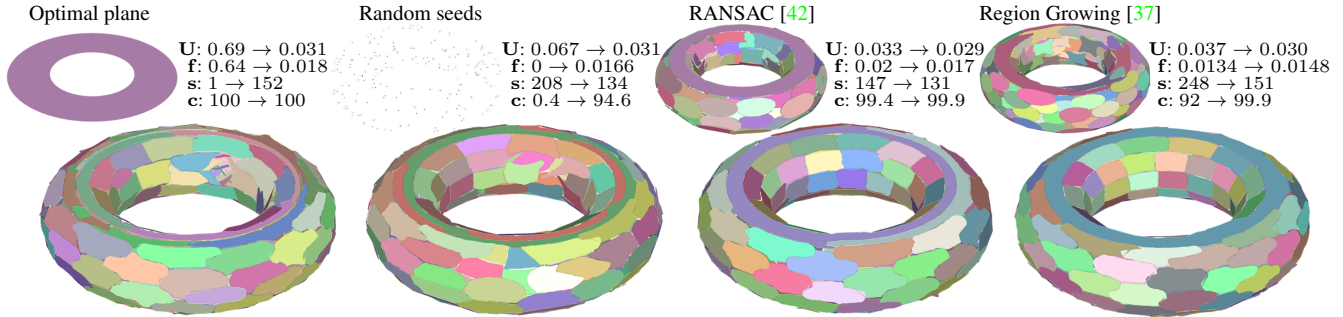 Optimal plane
U: 0.69 → 0.031
f: 0.64 → 0.018
s: 1 → 152
c: 100 → 100
Random seeds
U: 0.067 → 0.031
f: 0 → 0.0166
s: 208 → 134
c: 0.4 → 94.6
RANSAC [42]
U: 0.033 → 0.029
f: 0.02 → 0.017
s: 147 → 131
c: 99.4 → 99.9
Region Growing [37]
U: 0.037 → 0.030
f: 0.0134 → 0.0148
s: 248 → 151
c: 92 → 99.9